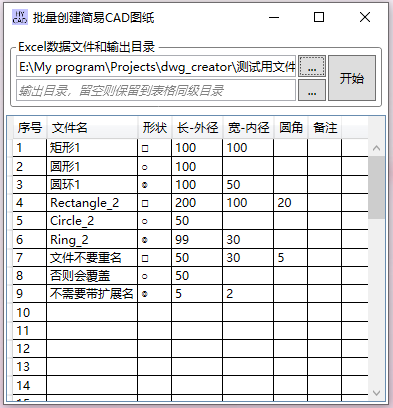 HY
CAD
批量创建简易CAD图纸
Excel数据文件和输出目录
E:\My program\Projects\dwg_creator\测试用文件
...
输出目录，留空则保留到表格同级目录
...
开始
序号 文件名 形状 长-外径 宽-内径 圆角 备注
1 矩形1 □ 100 100
2 圆形1 ○ 100
3 圆环1 ⊚ 100 50
4 Rectangle_2 □ 200 100 20
5 Circle_2 ○ 50
6 Ring_2 ⊚ 99 30
7 文件不要重名 □ 50 30 5
8 否则会覆盖 ○ 50
9 不需要带扩展名 ⊚ 5 2
10
11
12
13
14
15